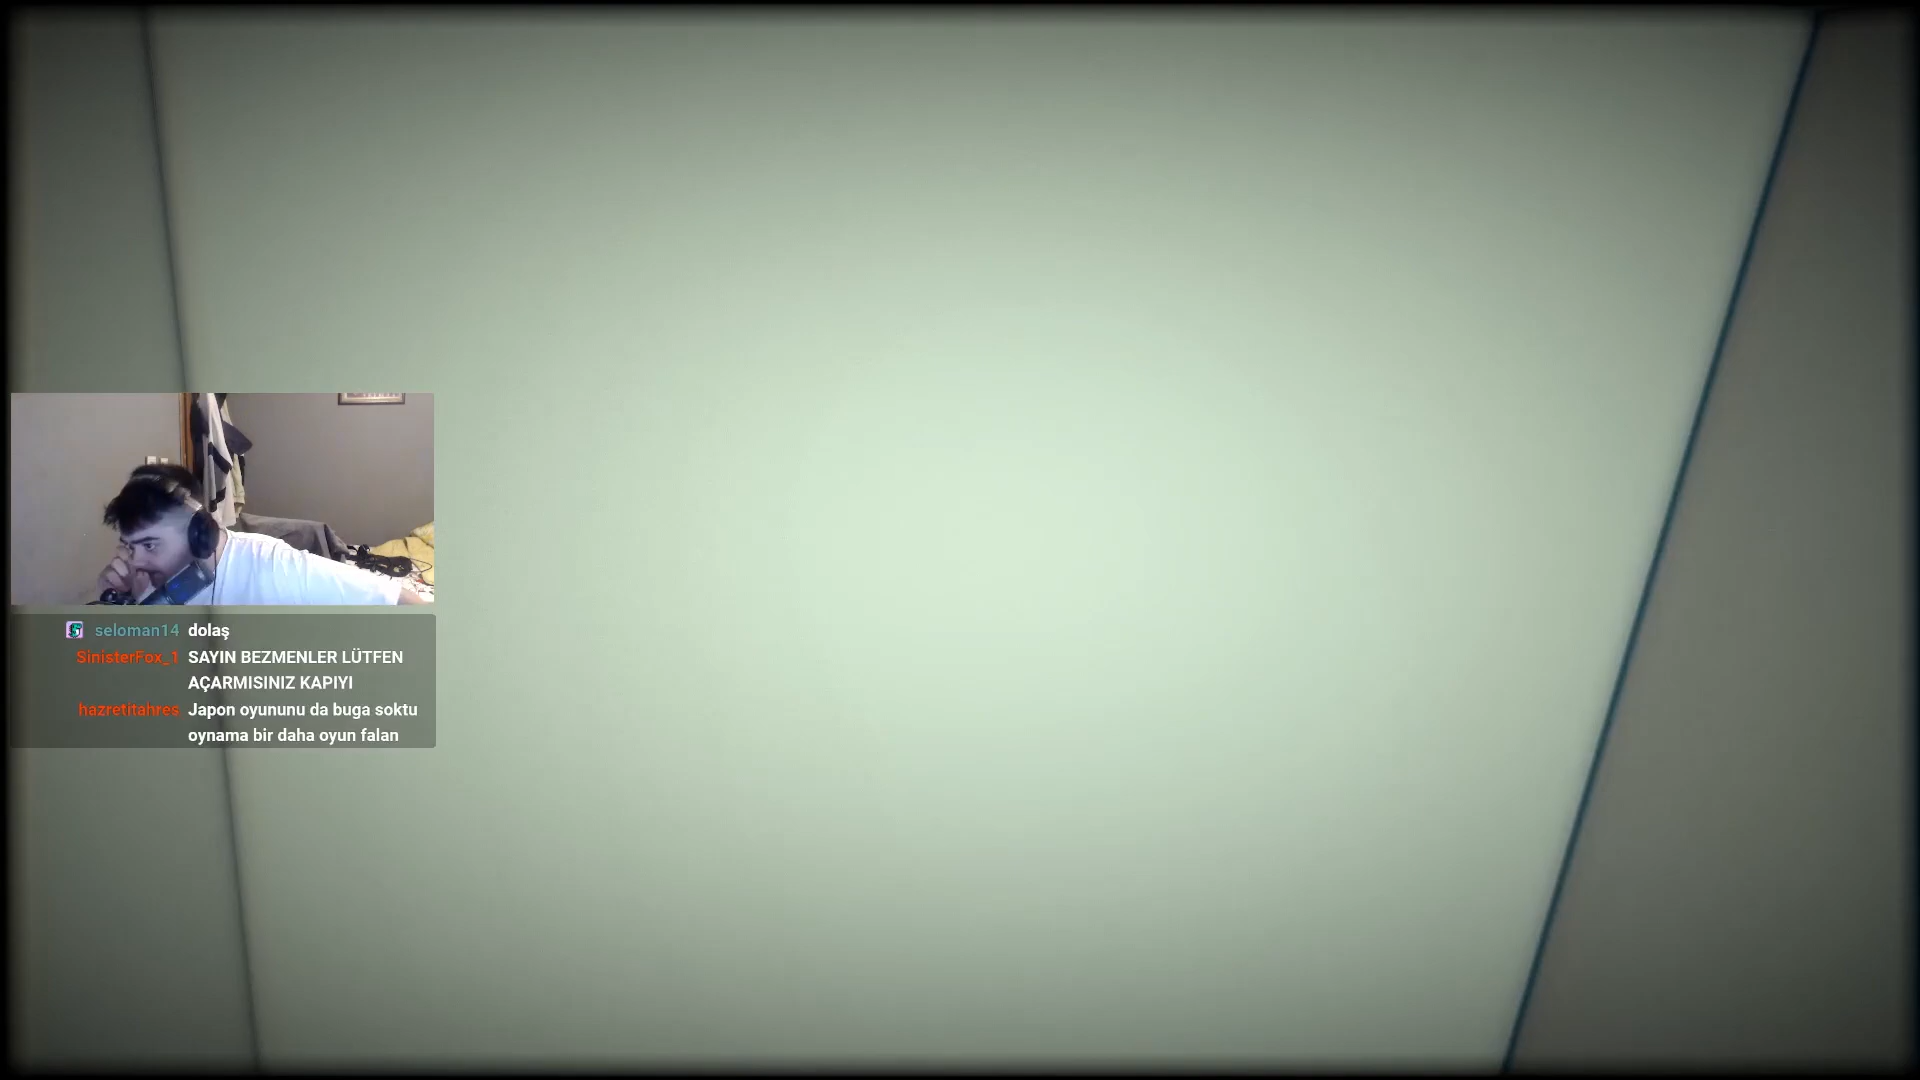 seloman14 dolaş
SinisterFox_1 SAYIN BEZMENLER LÜTFEN
AÇARMISINIZ KAPIYI
hazretitahres Japon oyununu da buga soktu
oynama bir daha oyun falan